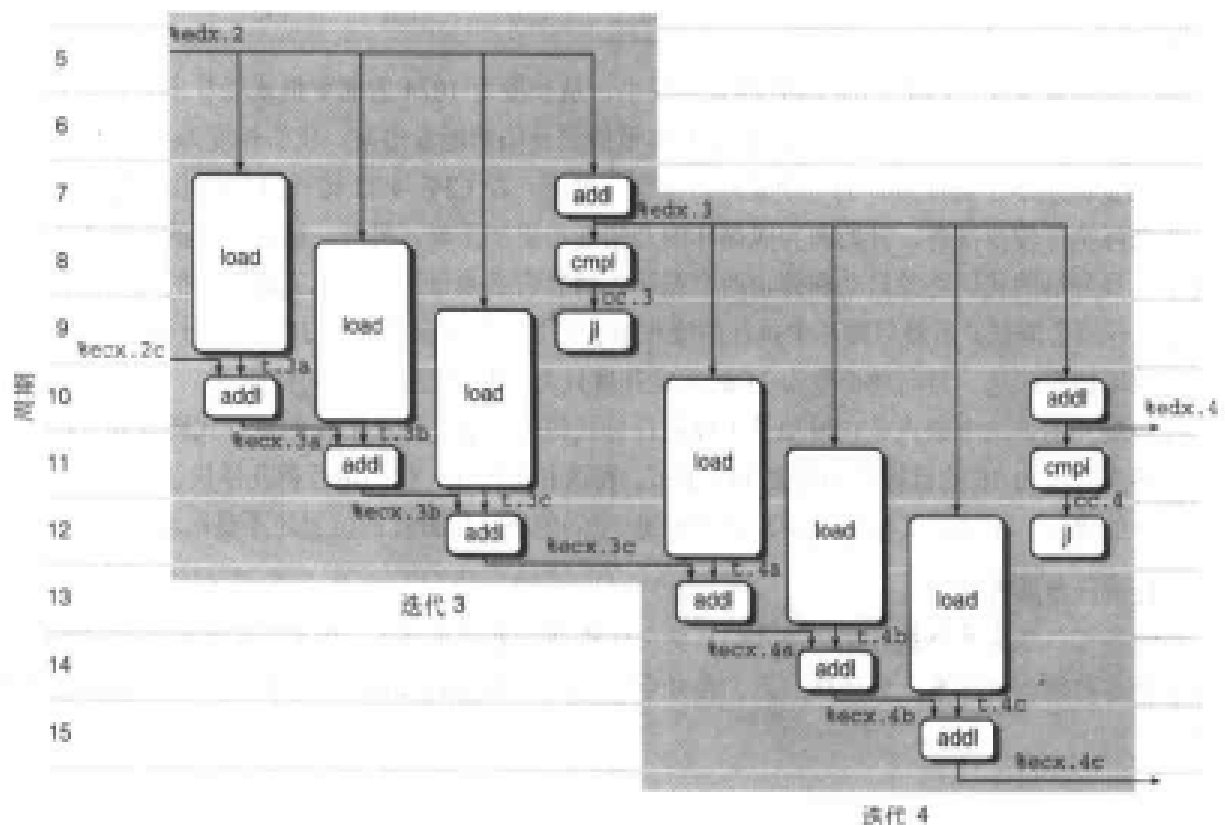 %edx.2
5
6
7
8
9
10
11
12
13
14
15
周期
load
load
load
addl
cmpl
cc.3
jl
%ecx.2c
t.3a
addl
%ecx.3a
t.3b
addl
%ecx.3b
t.3c
addl
%ecx.3c
迭代 3
%edx.3
load
load
load
addl
%edx.4
cmpl
cc.4
jl
t.4a
addl
%ecx.4a
t.4b
addl
%ecx.4b
t.4c
addl
%ecx.4c
迭代 4